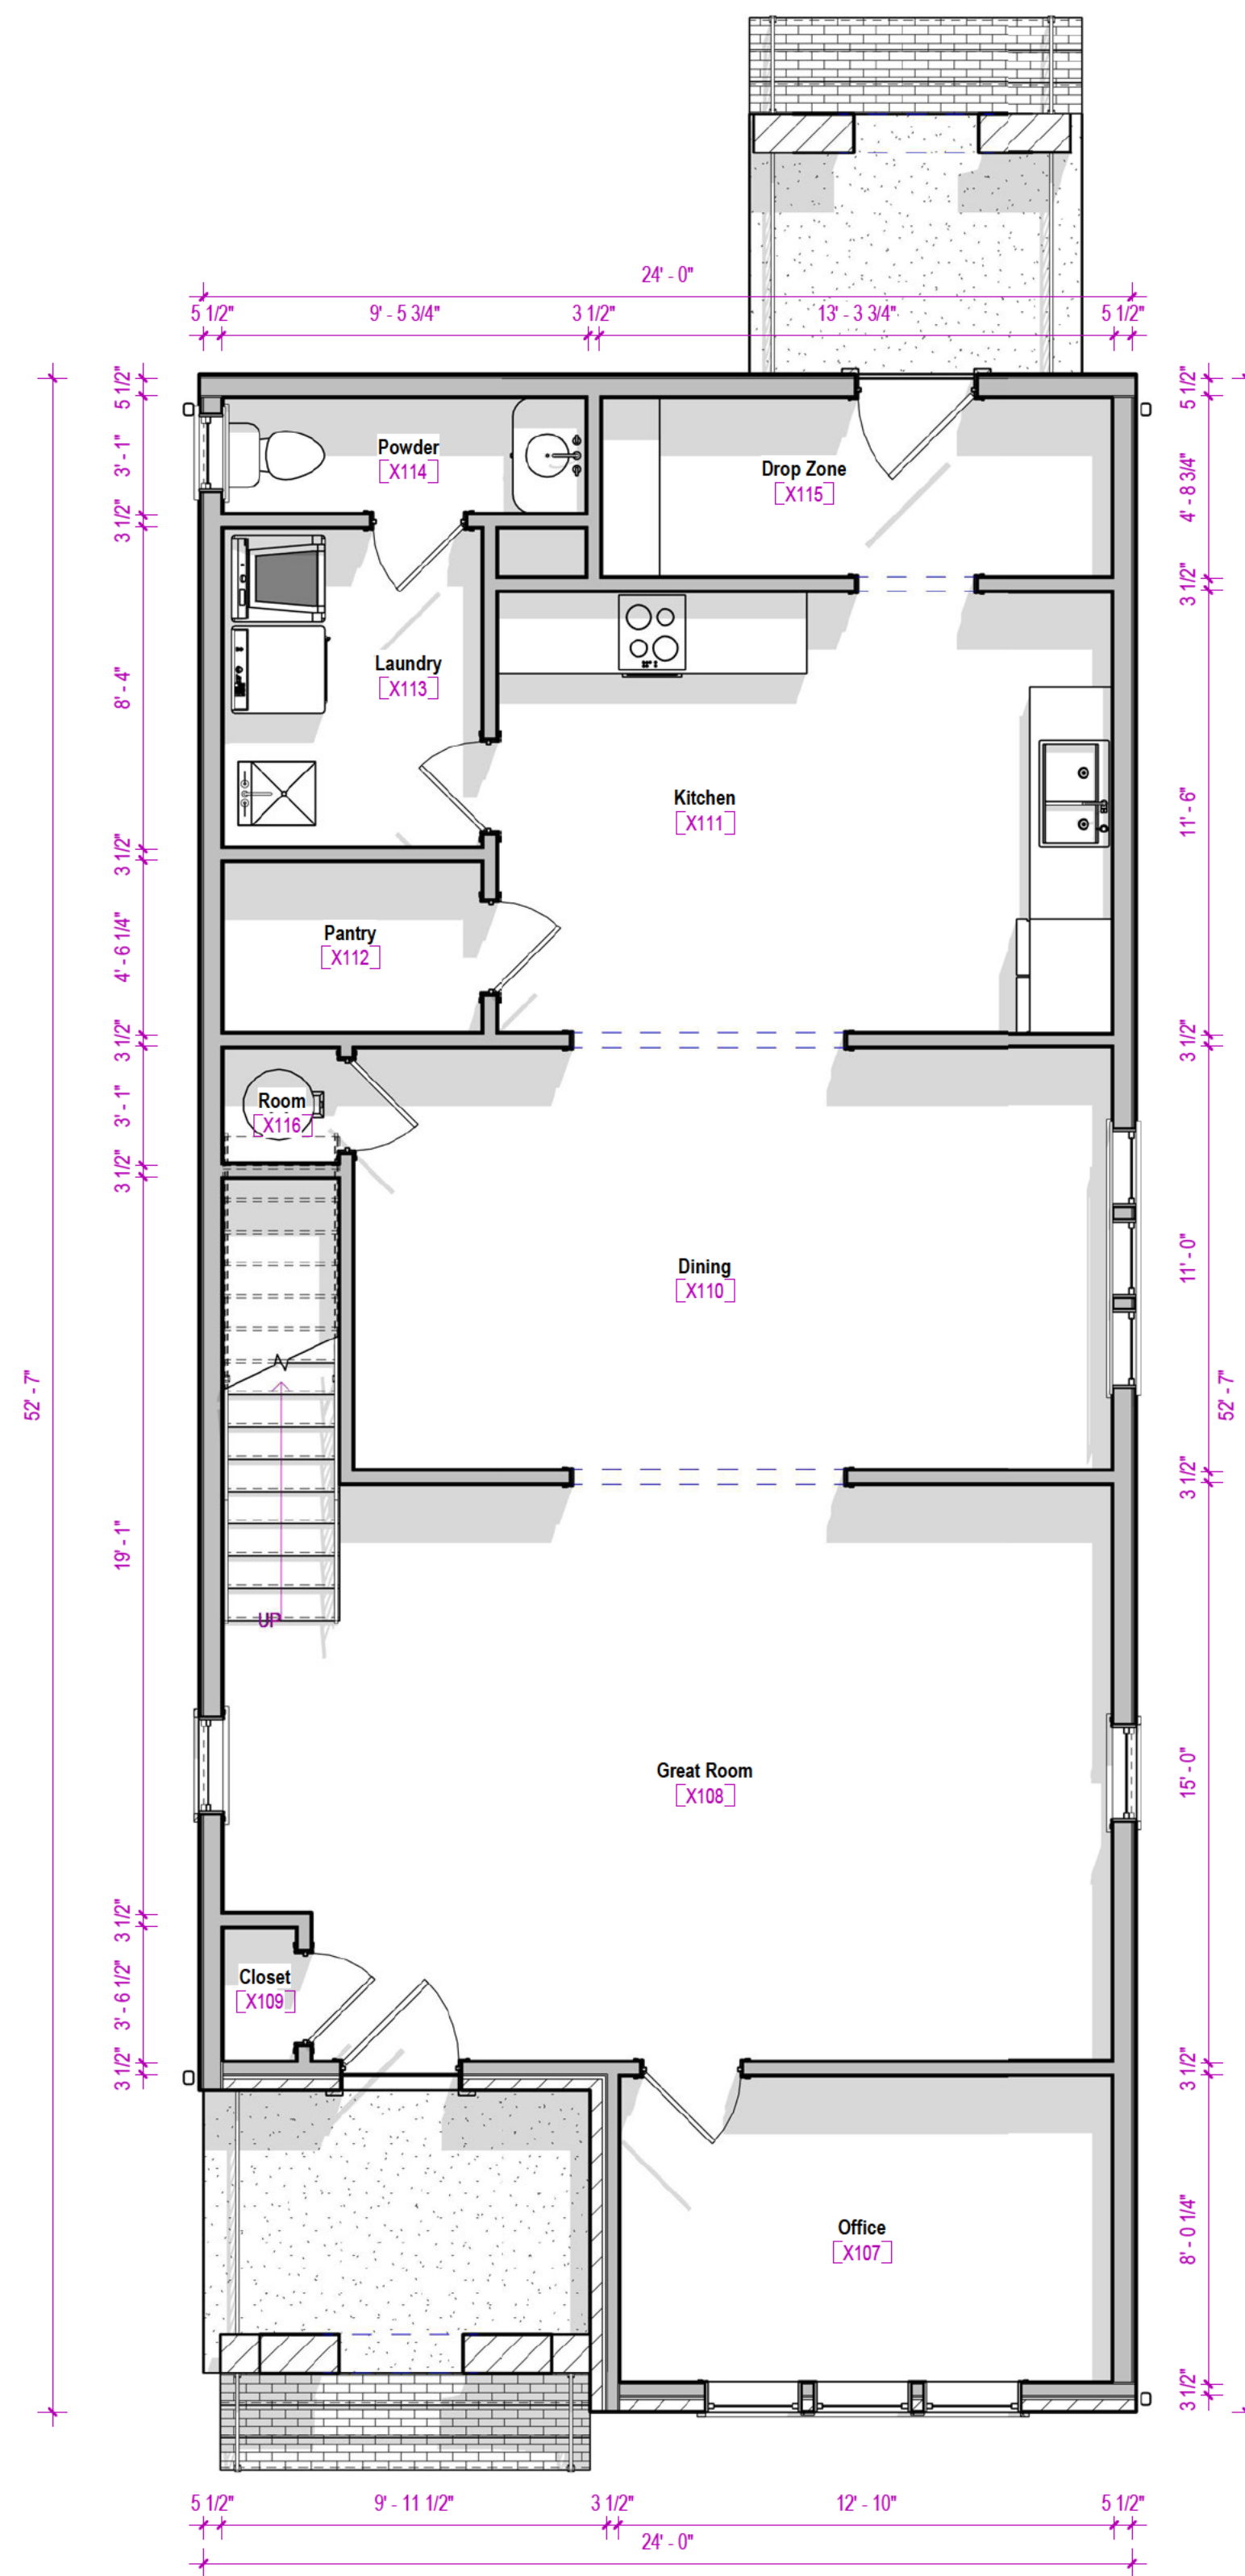 24' - 0"
5 1/2" 9' - 5 3/4" 3 1/2" 13' - 3 3/4" 5 1/2"
5 1/2"
3' - 1"
3 1/2"
8' - 4"
3 1/2"
4' - 6 1/4"
3 1/2"
3' - 1"
3 1/2"
19' - 1"
3 1/2"
3' - 6 1/2"
3 1/2"
52' - 7"
Powder
X114
Drop Zone
X115
Laundry
X113
Kitchen
X111
Pantry
X112
Room
X116
Dining
X110
UP
Great Room
X108
Closet
X109
Office
X107
5 1/2"
4' - 8 3/4"
3 1/2"
11' - 6"
3 1/2"
11' - 0"
3 1/2"
15' - 0"
3 1/2"
8' - 0 1/4"
3 1/2"
52' - 7"
5 1/2" 9' - 11 1/2" 3 1/2" 12' - 10" 5 1/2"
24' - 0"